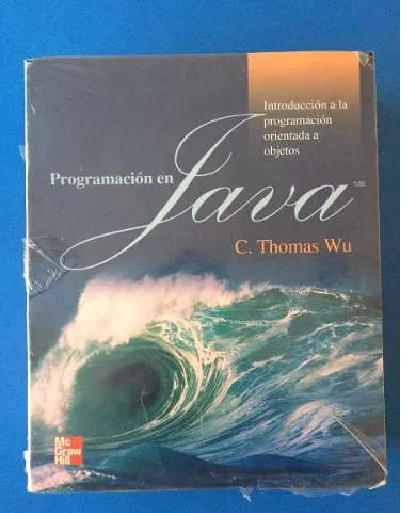 Introducción a la
programación
orientada a
objetos
Programación en
Java
C. Thomas Wu
Mc
Graw
Hill